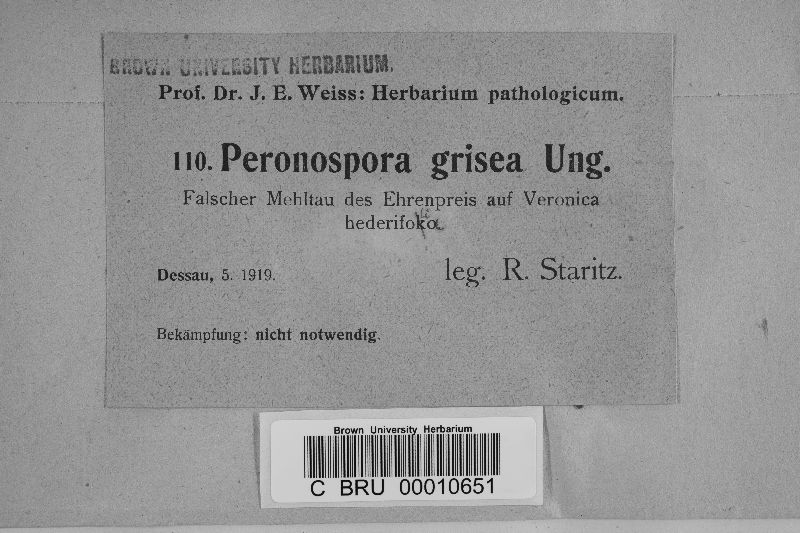 BROWN UNIVERSITY HERBARIUM.
Prof. Dr. J. E. Weiss: Herbarium pathologicum.
110. Peronospora grisea Ung.
Falscher Mehltau des Ehrenpreis auf Veronica
Dessau, 5. 1919.
leg. R. Staritz.
Bekämpfung: nicht notwendig.
Brown University Herbarium
C BRU 00010651